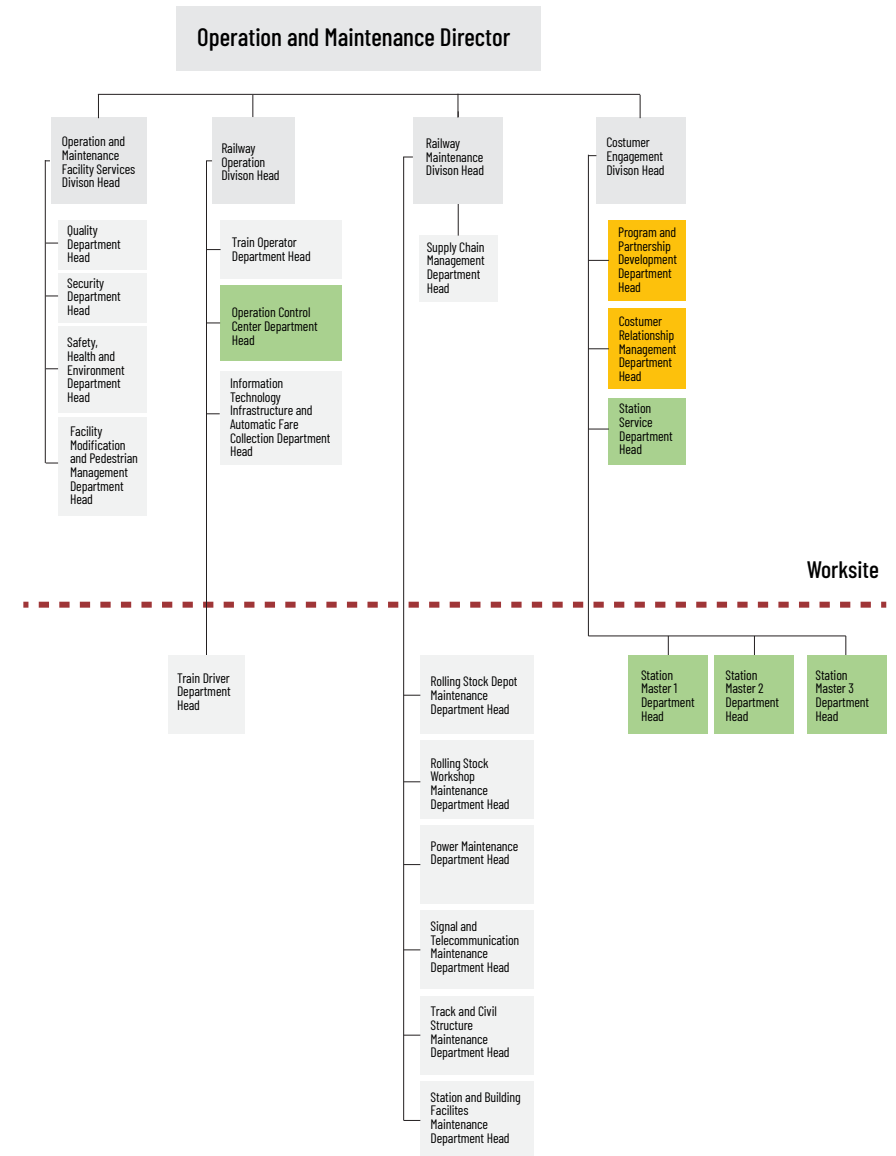 Operation and Maintenance Director
Operation and
Maintenance
Facility Services
Divison Head
Railway
Operation
Divison Head
Railway
Maintenance
Divison Head
Costumer
Engagement
Divison Head
Quality
Department
Head
Security
Department
Head
Safety,
Health and
Environment
Department
Head
Facility
Modification
and Pedestrian
Management
Department
Head
Train Operator
Department Head
Operation Control
Center Department
Head
Information
Technology
Infrastructure and
Automatic Fare
Collection Department
Head
Supply Chain
Management
Department
Head
Program and
Partnership
Development
Department
Head
Costumer
Relationship
Management
Department
Head
Station
Service
Department
Head
Worksite
Train Driver
Department
Head
Rolling Stock Depot
Maintenance
Department Head
Rolling Stock
Workshop
Maintenance
Department Head
Power Maintenance
Department Head
Signal and
Telecommunication
Maintenance
Department Head
Track and Civil
Structure
Maintenance
Department Head
Station and Building
Facilites
Maintenance
Department Head
Station
Master 1
Department
Head
Station
Master 2
Department
Head
Station
Master 3
Department
Head